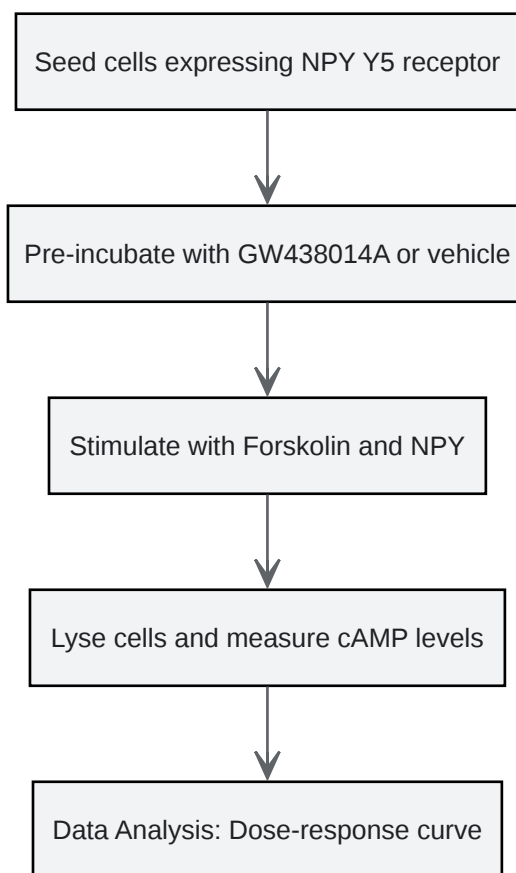 Seed cells expressing NPY Y5 receptor
Pre-incubate with GW438014A or vehicle
Stimulate with Forskolin and NPY
Lyse cells and measure cAMP levels
Data Analysis: Dose-response curve